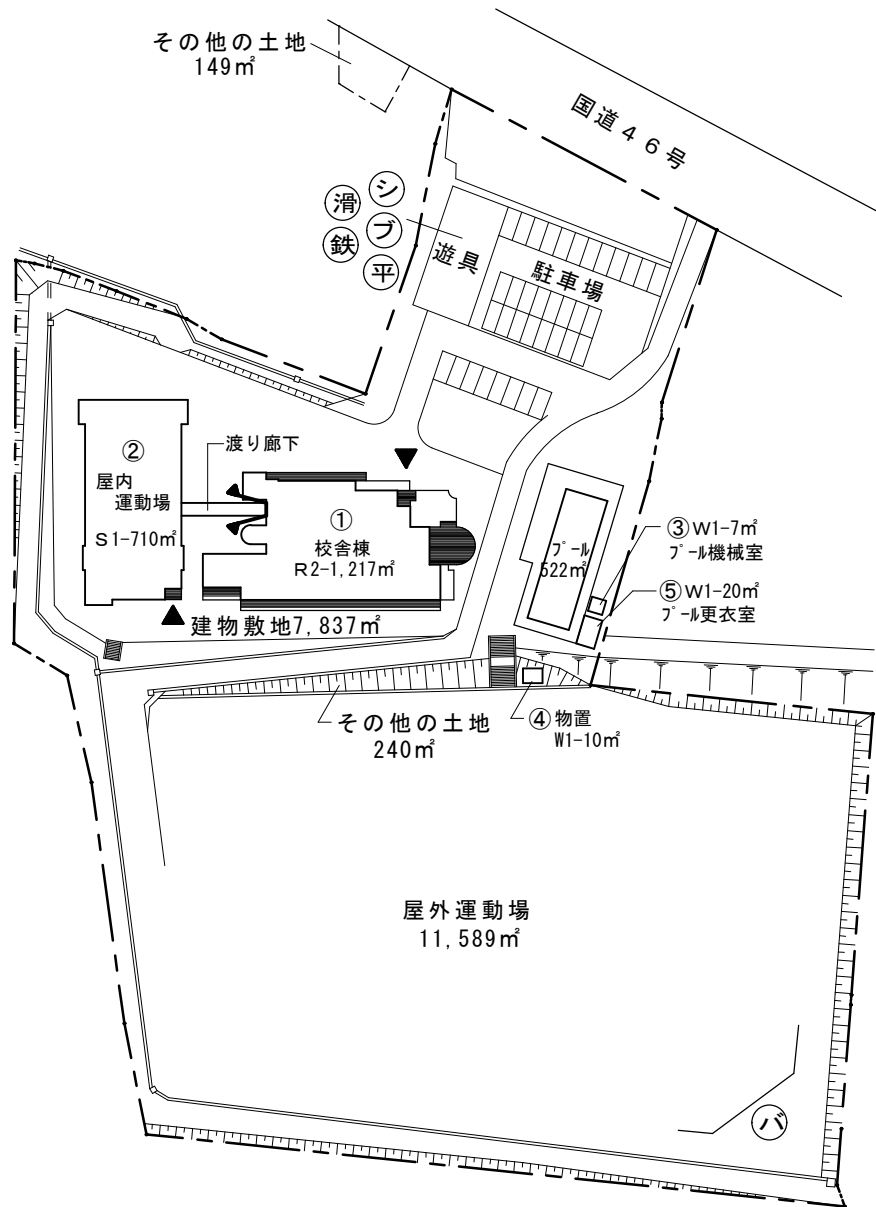 その他の土地
149㎡
国道４６号
シ
滑
ブ
鉄
平
遊具
駐車場
渡り廊下
②
屋内
運動場
S1-710㎡
①
校舎棟
R2-1,217㎡
プール
522㎡
③W1-7㎡
プール機械室
⑤W1-20㎡
プール更衣室
建物敷地7,837㎡
その他の土地
240㎡
④物置
W1-10㎡
屋外運動場
11,589㎡
バ